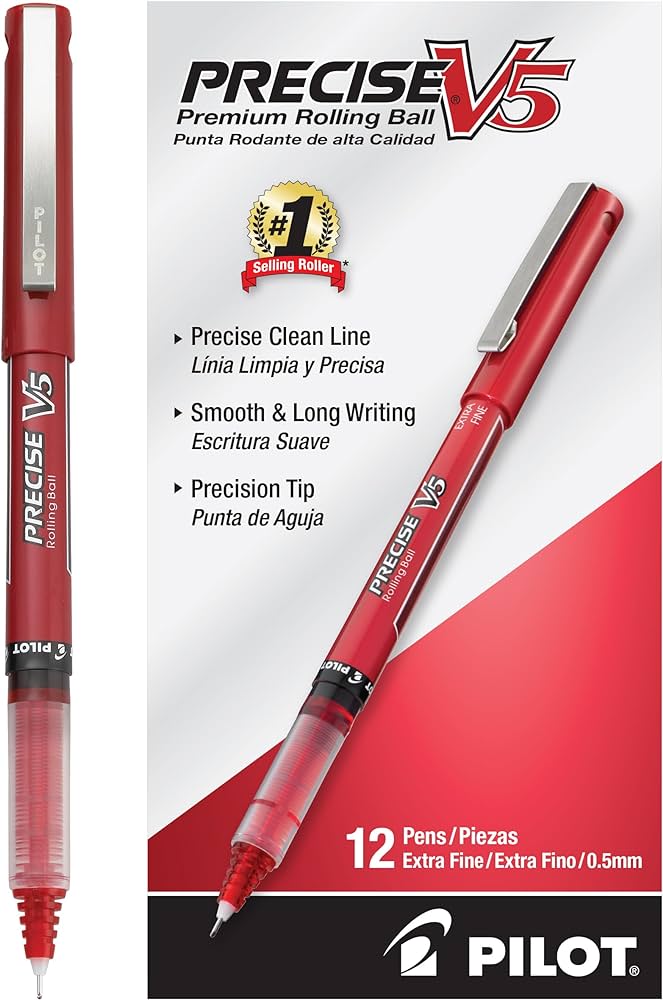 PILOT
PRECISE V5
Rolling Ball
PILOT
PRECISE V5®
Premium Rolling Ball
Punta Rodante de alta Calidad
#1
Selling Roller*
Precise Clean Line
Línia Limpia y Precisa
Smooth & Long Writing
Escritura Suave
Precision Tip
Punta de Aguja
EXTRA
FINE
PRECISE V5
Rolling Ball
PILOT
12 Pens/Piezas
Extra Fine/Extra Fino/0.5mm
PILOT®